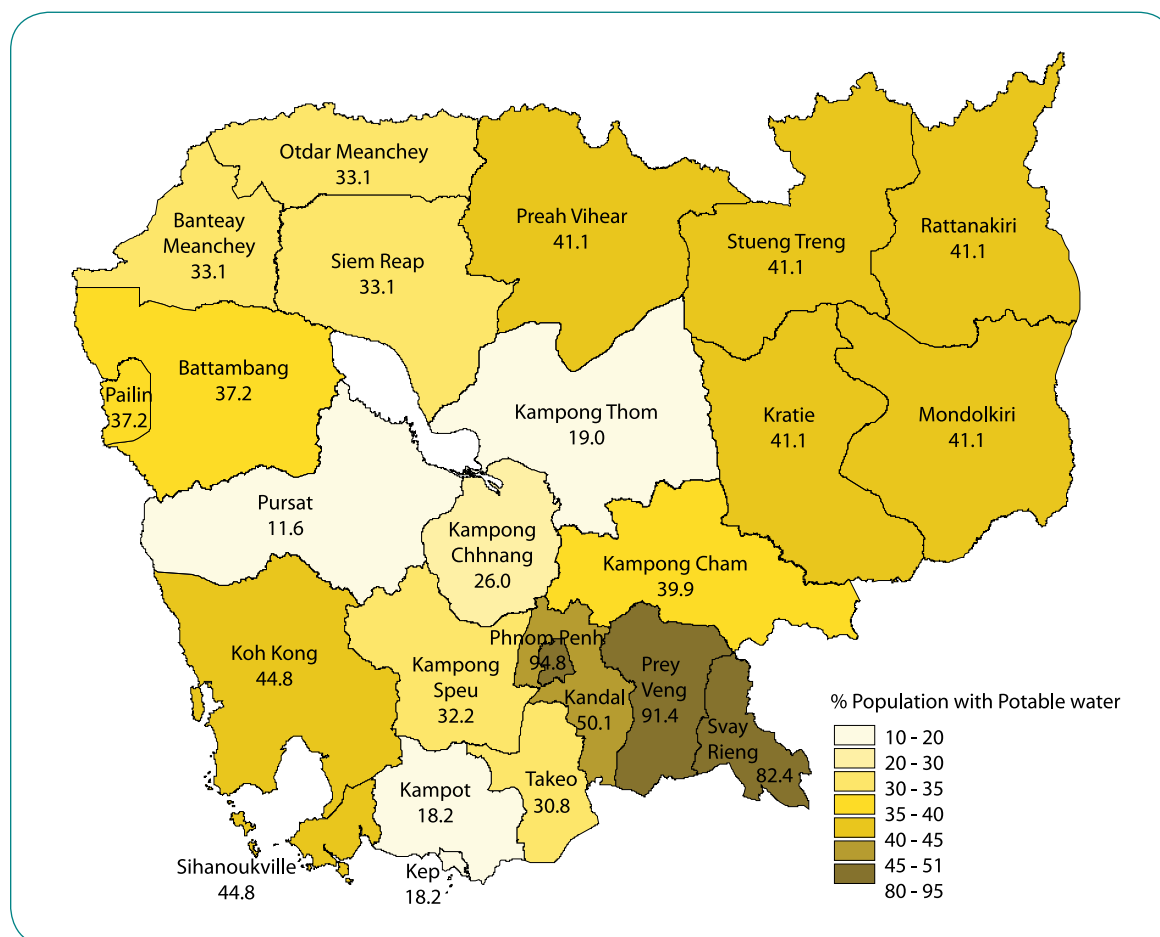 Otdar Meanchey
33.1
Banteay
Meanchey
33.1
Siem Reap
33.1
Preah Vihear
41.1
Stueng Treng
41.1
Rattanakiri
41.1
Battambang
37.2
Pailin
37.2
Kampong Thom
19.0
Kratie
41.1
Mondolkiri
41.1
Pursat
11.6
Kampong
Chhnang
26.0
Kampong Cham
39.9
Koh Kong
44.8
Kampong
Speu
32.2
Phnom Penh
94.8
Kandal
50.1
Prey
Veng
91.4
Svay
Rieng
82.4
Takeo
30.8
Kampot
18.2
Kep
18.2
Sihanoukville
44.8
% Population with Potable water
10 - 20
20 - 30
30 - 35
35 - 40
40 - 45
45 - 51
80 - 95